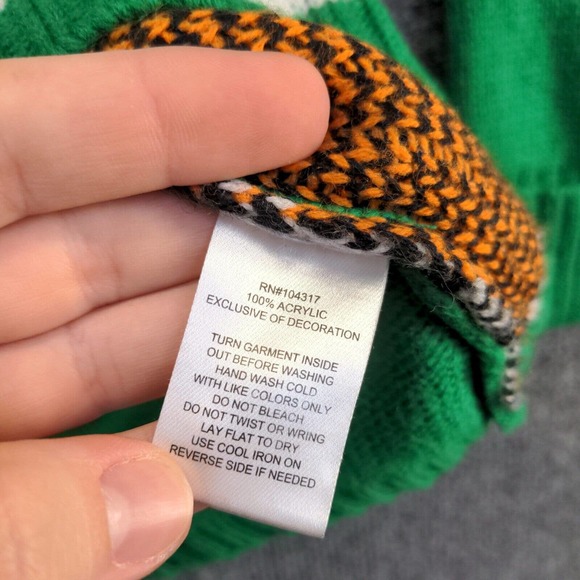 RN#104317
100% ACRYLIC
EXCLUSIVE OF DECORATION
TURN GARMENT INSIDE
OUT BEFORE WASHING
HAND WASH COLD
WITH LIKE COLORS ONLY
DO NOT BLEACH
DO NOT TWIST OR WRING
LAY FLAT TO DRY
USE COOL IRON ON
REVERSE SIDE IF NEEDED